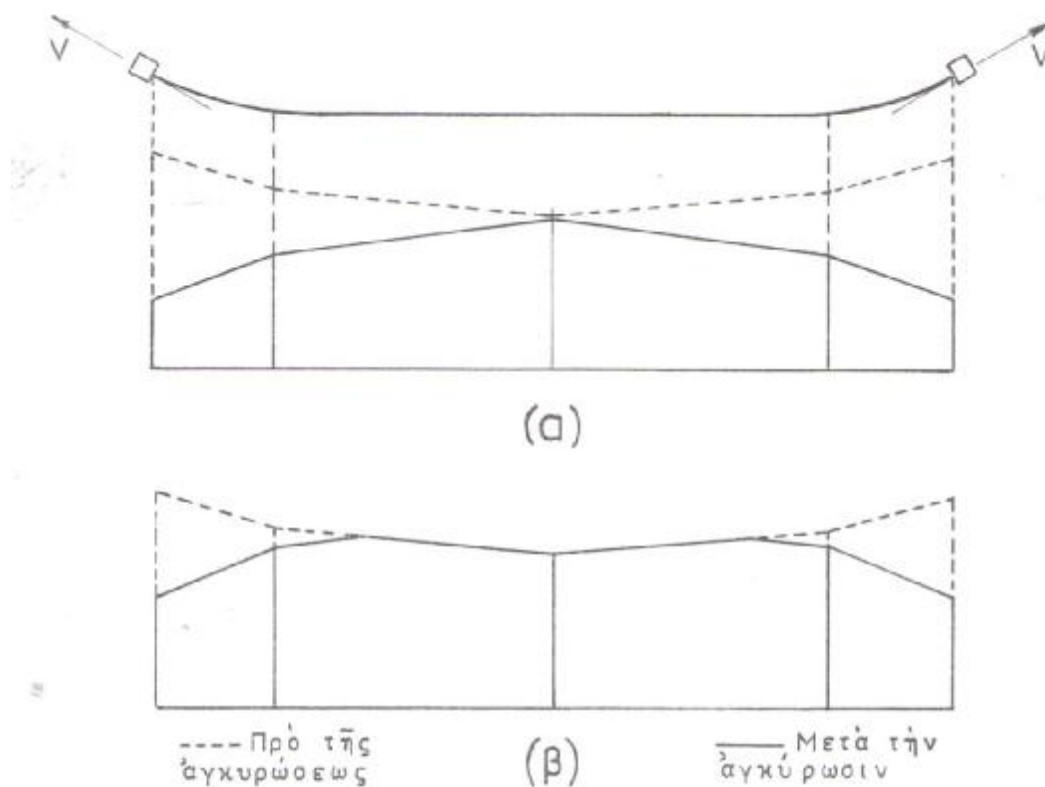 V V
(α)
---- Πρὸ τῆς
ἀγκυρώσεως
(β)
—— Μετὰ τὴν
ἀγκύρωσιν